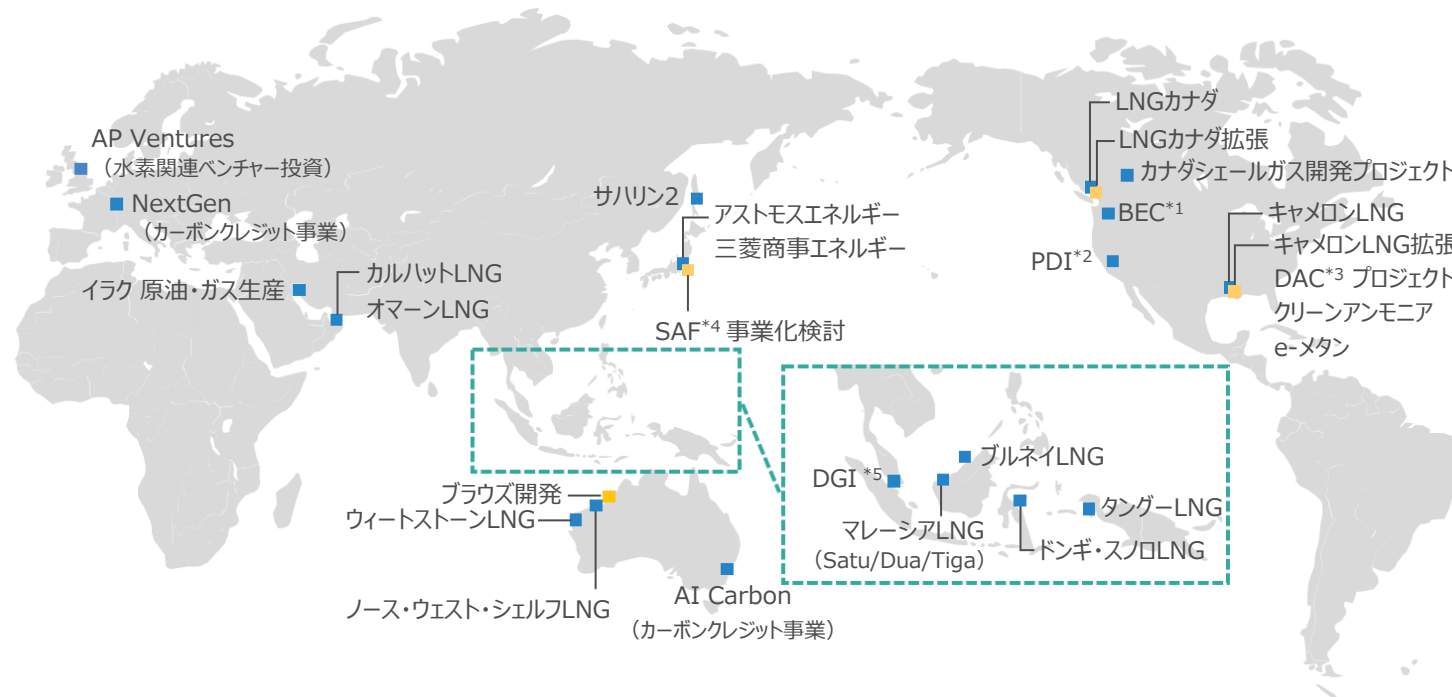 AP Ventures
（水素関連ベンチャー投資）
NextGen
（カーボンクレジット事業）
イラク 原油・ガス生産
カルハットLNG
オマーンLNG
サハリン2
アストモスエネルギー
三菱商事エネルギー
SAF*4 事業化検討
LNGカナダ
LNGカナダ拡張
カナダシェールガス開発プロジェクト
BEC*1
PDI*2
キャメロンLNG
キャメロンLNG拡張
DAC*3 プロジェクト
クリーンアンモニア
e-メタン
ブラウズ開発
ウィートストーンLNG
ノース・ウェスト・シェルフLNG
AI Carbon
（カーボンクレジット事業）
DGI *5
ブルネイLNG
マレーシアLNG
（Satu/Dua/Tiga）
タングーLNG
ドンギ・スノロLNG